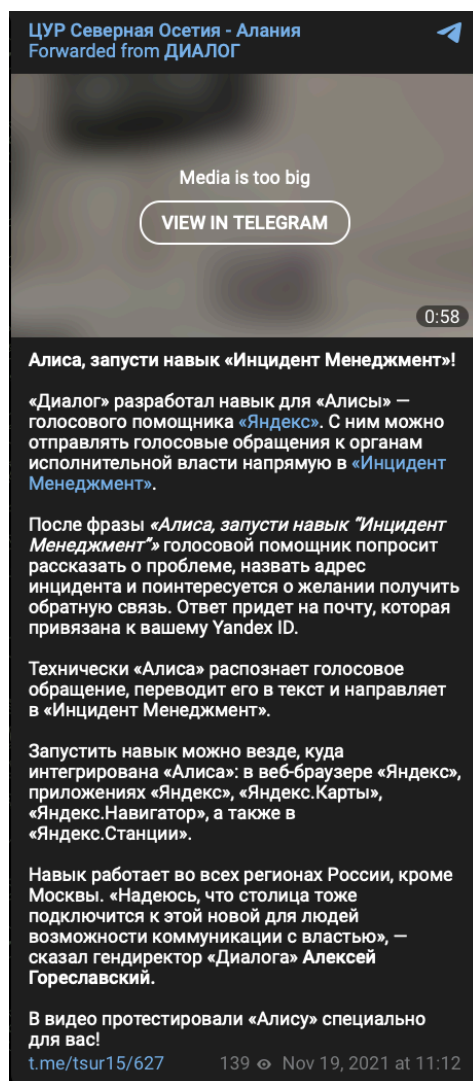 ЦУР Северная Осетия - Алания
Forwarded from ДИАЛОГ
Media is too big
VIEW IN TELEGRAM
0:58
Алиса, запусти навык «Инцидент Менеджмент»!
«Диалог» разработал навык для «Алисы» —
голосового помощника «Яндекс». С ним можно
отправлять голосовые обращения к органам
исполнительной власти напрямую в «Инцидент
Менеджмент».
После фразы «Алиса, запусти навык "Инцидент
Менеджмент"» голосовой помощник попросит
рассказать о проблеме, назвать адрес
инцидента и поинтересуется о желании получить
обратную связь. Ответ придет на почту, которая
привязана к вашему Yandex ID.
Технически «Алиса» распознает голосовое
обращение, переводит его в текст и направляет
в «Инцидент Менеджмент».
Запустить навык можно везде, куда
интегрирована «Алиса»: в веб-браузере «Яндекс»,
приложениях «Яндекс», «Яндекс.Карты»,
«Яндекс.Навигатор», а также в
«Яндекс.Станции».
Навык работает во всех регионах России, кроме
Москвы. «Надеюсь, что столица тоже
подключится к этой новой для людей
возможности коммуникации с властью», —
сказал гендиректор «Диалога» Алексей
Гореславский.
В видео протестировали «Алису» специально
для вас!
t.me/tsur15/627 139 Nov 19, 2021 at 11:12